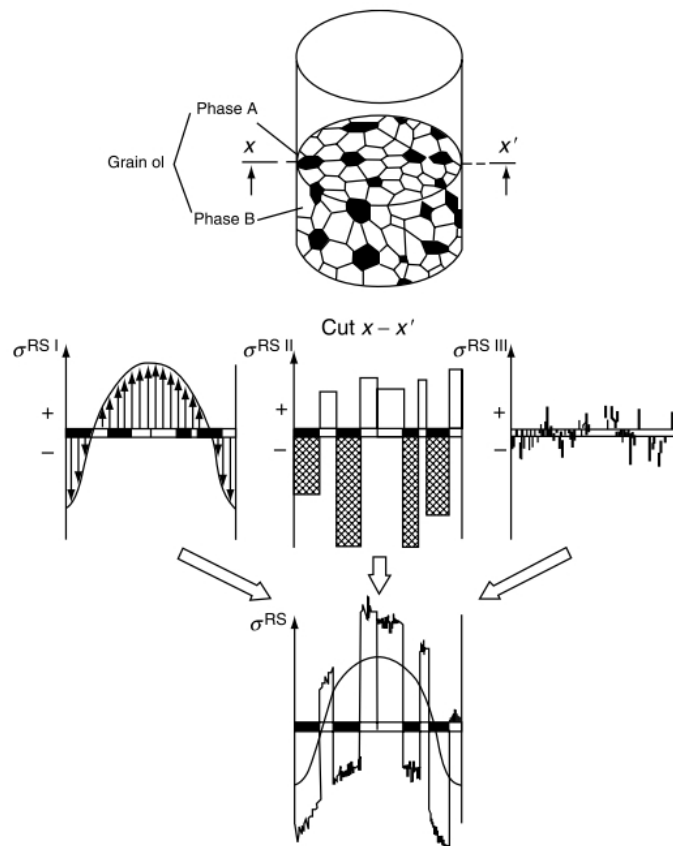 Phase A
x
x′
Grain ol
Phase B
Cut x – x′
σRS I
σRS II
σRS III
+
+
+
–
–
–
σRS